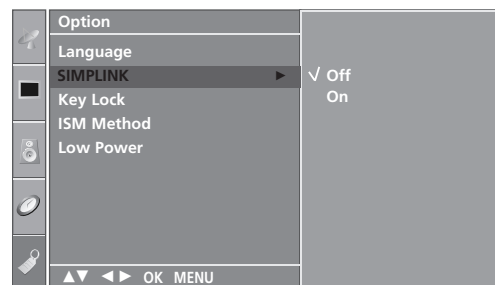 Option
Language
SIMPLINK ►
Key Lock
ISM Method
Low Power
√ Off
On
▲▼ ◄► OK MENU